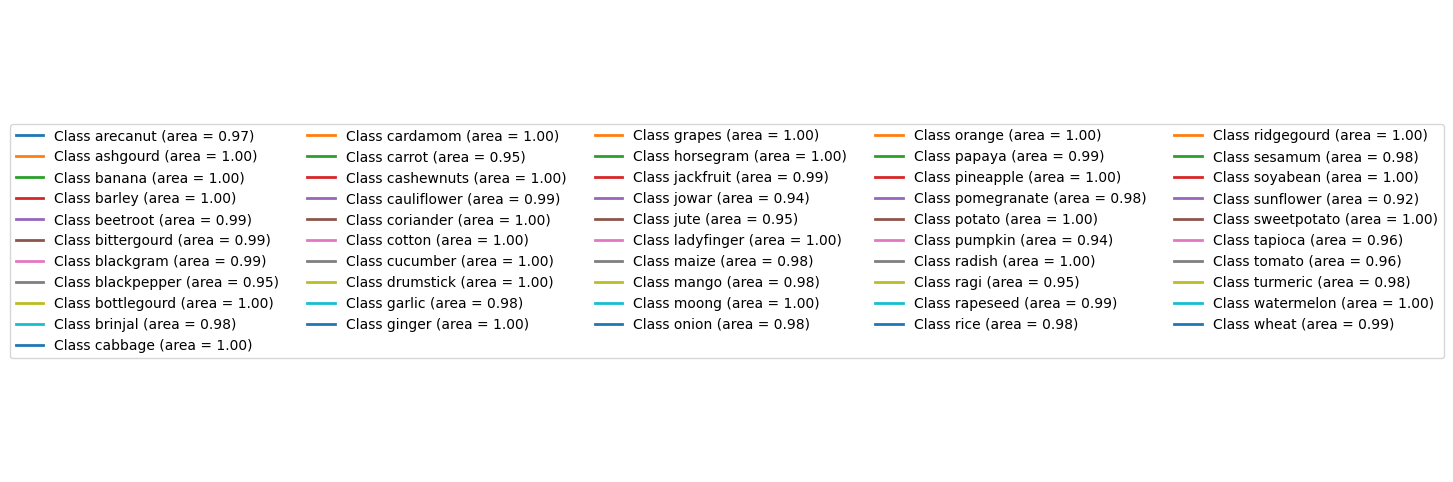 Class arecanut (area = 0.97)
Class ashgourd (area = 1.00)
Class banana (area = 1.00)
Class barley (area = 1.00)
Class beetroot (area = 0.99)
Class bittergourd (area = 0.99)
Class blackgram (area = 0.99)
Class blackpepper (area = 0.95)
Class bottlegourd (area = 1.00)
Class brinjal (area = 0.98)
Class cabbage (area = 1.00)
Class cardamom (area = 1.00)
Class carrot (area = 0.95)
Class cashewnuts (area = 1.00)
Class cauliflower (area = 0.99)
Class coriander (area = 1.00)
Class cotton (area = 1.00)
Class cucumber (area = 1.00)
Class drumstick (area = 1.00)
Class garlic (area = 0.98)
Class ginger (area = 1.00)
Class grapes (area = 1.00)
Class horsegram (area = 1.00)
Class jackfruit (area = 0.99)
Class jowar (area = 0.94)
Class jute (area = 0.95)
Class ladyfinger (area = 1.00)
Class maize (area = 0.98)
Class mango (area = 0.98)
Class moong (area = 1.00)
Class onion (area = 0.98)
Class orange (area = 1.00)
Class papaya (area = 0.99)
Class pineapple (area = 1.00)
Class pomegranate (area = 0.98)
Class potato (area = 1.00)
Class pumpkin (area = 0.94)
Class radish (area = 1.00)
Class ragi (area = 0.95)
Class rapeseed (area = 0.99)
Class rice (area = 0.98)
Class ridgegourd (area = 1.00)
Class sesamum (area = 0.98)
Class soyabean (area = 1.00)
Class sunflower (area = 0.92)
Class sweetpotato (area = 1.00)
Class tapioca (area = 0.96)
Class tomato (area = 0.96)
Class turmeric (area = 0.98)
Class watermelon (area = 1.00)
Class wheat (area = 0.99)